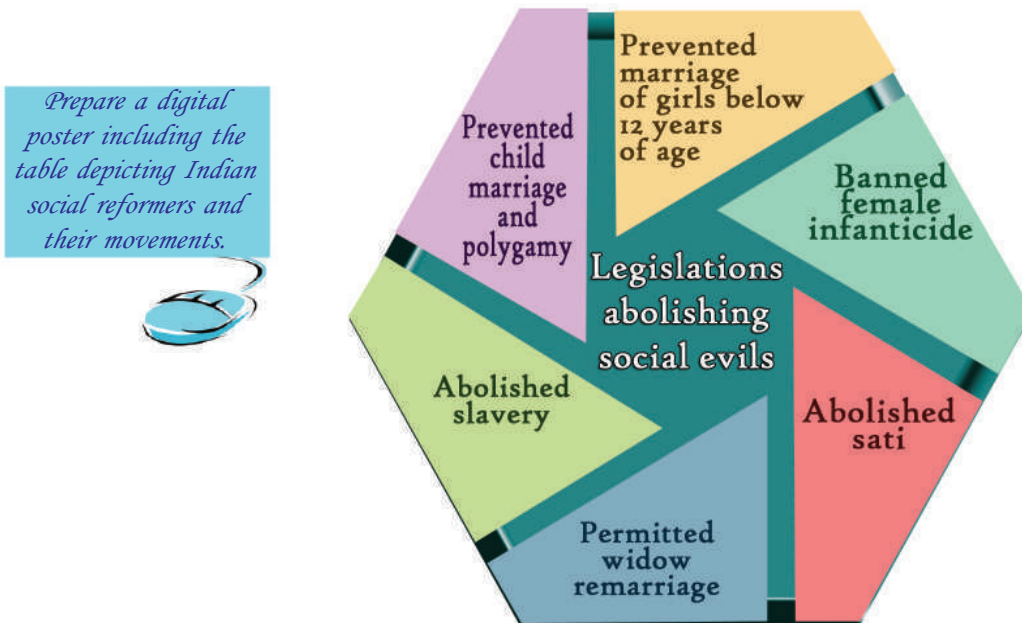 Prepare a digital
poster including the
table depicting Indian
social reformers and
their movements.
Prevented
marriage
of girls below
12 years
of age
Banned
female
infanticide
Abolished
sati
Permitted
widow
remarriage
Abolished
slavery
Prevented
child
marriage
and
polygamy
Legislations
abolishing
social evils